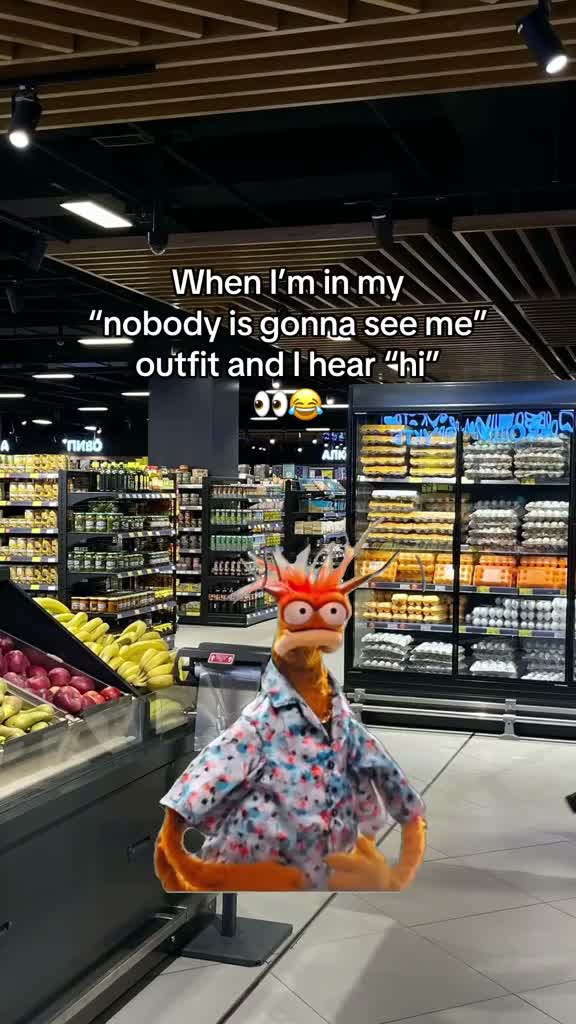 When I’m in my
“nobody is gonna see me”
outfit and I hear “hi”
👀😂